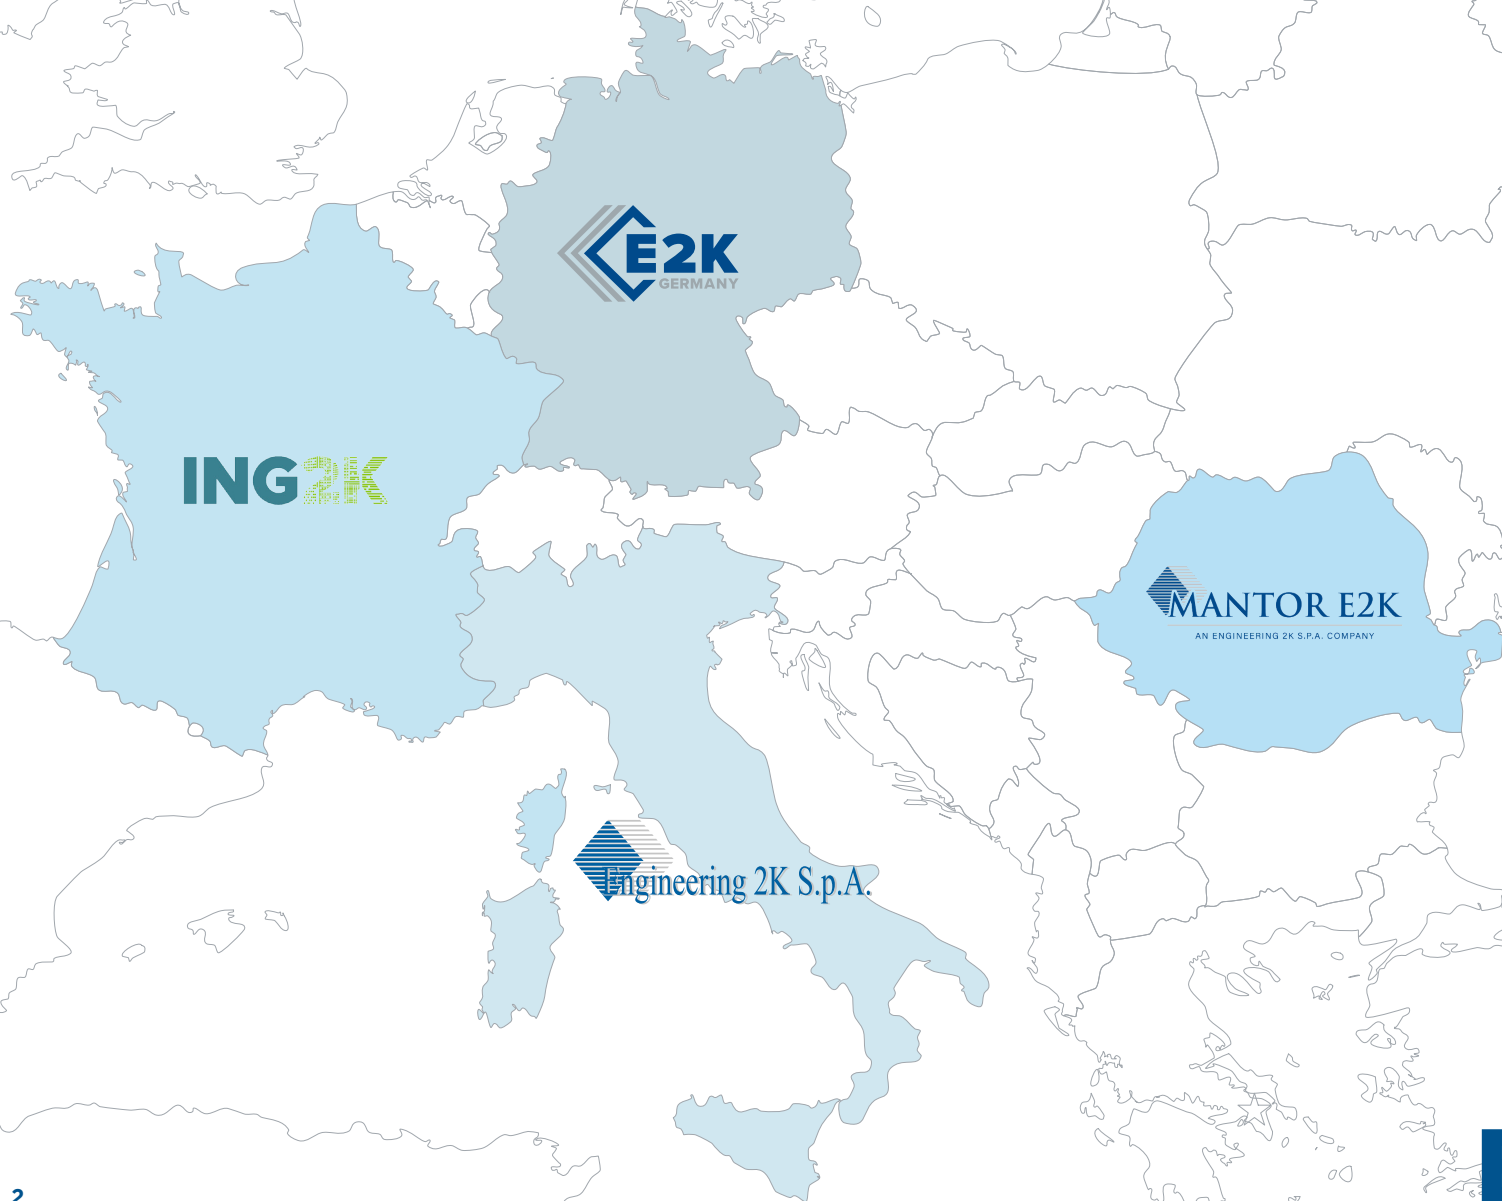 E2K
GERMANY
ING2K
MANTOR E2K
AN ENGINEERING 2K S.P.A. COMPANY
Engineering 2K S.p.A.
2